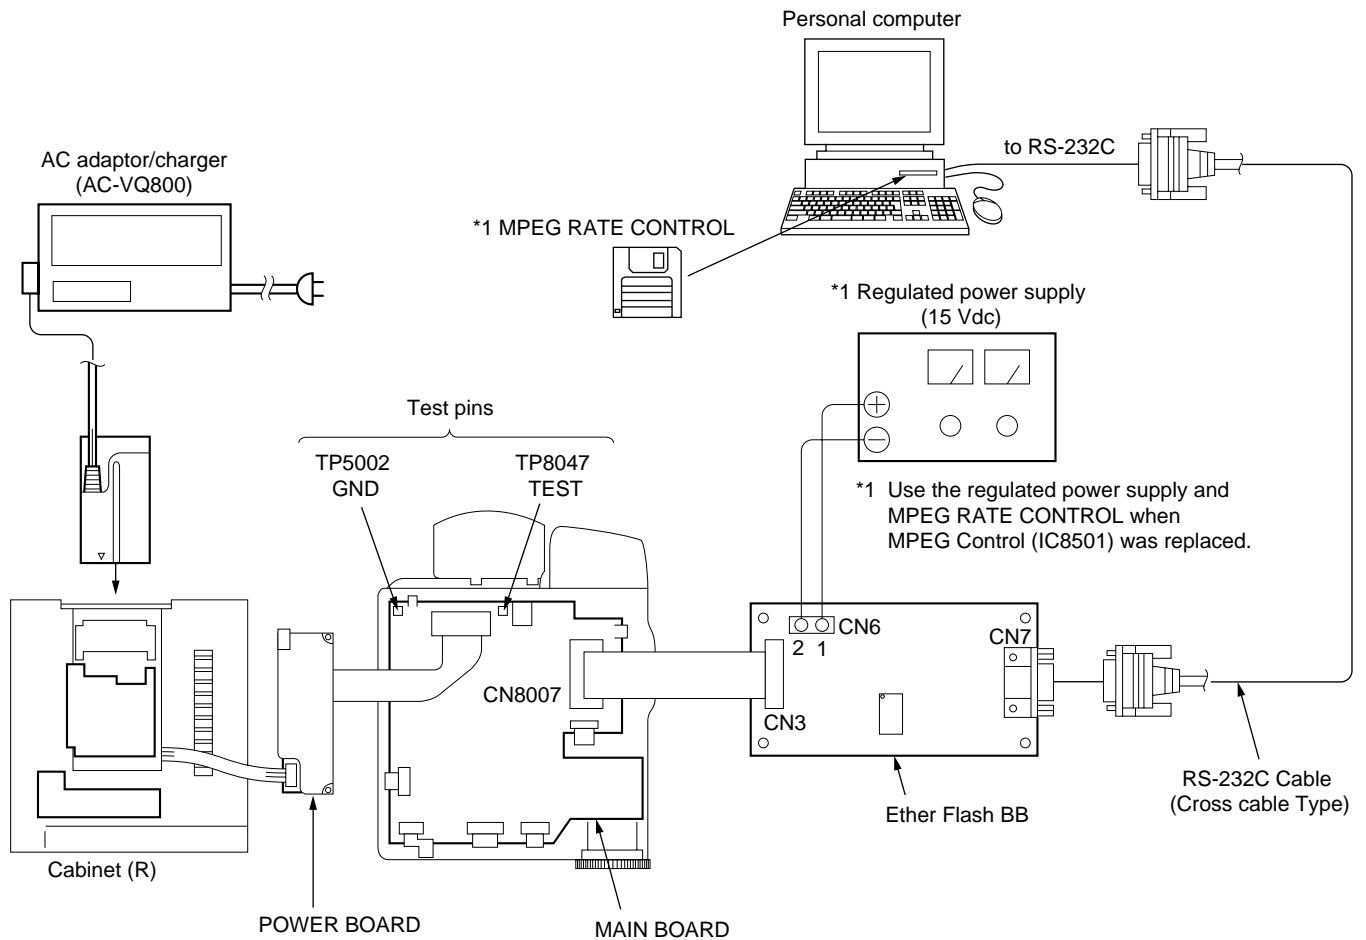 Personal computer
to RS-232C
AC adaptor/charger
(AC-VQ800)
*1 MPEG RATE CONTROL
*1 Regulated power supply
(15 Vdc)
Test pins
TP5002
GND
TP8047
TEST
*1 Use the regulated power supply and
MPEG RATE CONTROL when
MPEG Control (IC8501) was replaced.
CN6
2 1
CN7
CN8007
CN3
RS-232C Cable
(Cross cable Type)
Ether Flash BB
Cabinet (R)
POWER BOARD
MAIN BOARD